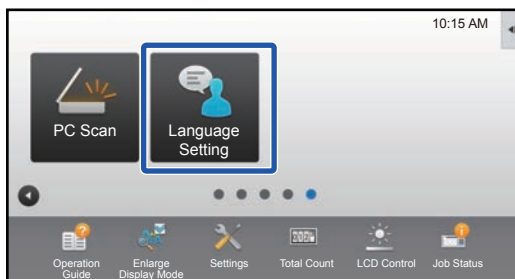 10:15 AM
PC Scan
Language
Setting
Operation
Guide
Enlarge
Display Mode
Settings
Total Count
LCD Control
Job Status